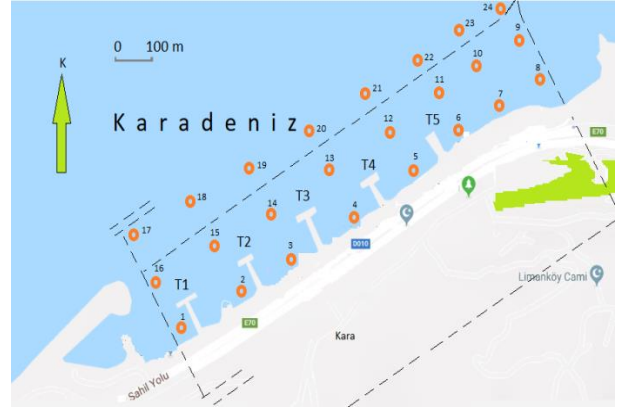 24
23
9
K
0 100 m
22
10
21
11
8
7
Karadeniz
20
12
T5
6
E70
19
13
T4
5
18
T3
14
4
17
15
T2
D010
3
16
T1
2
Limanköy Cami
1
E70
Kara
Sahil Yolu